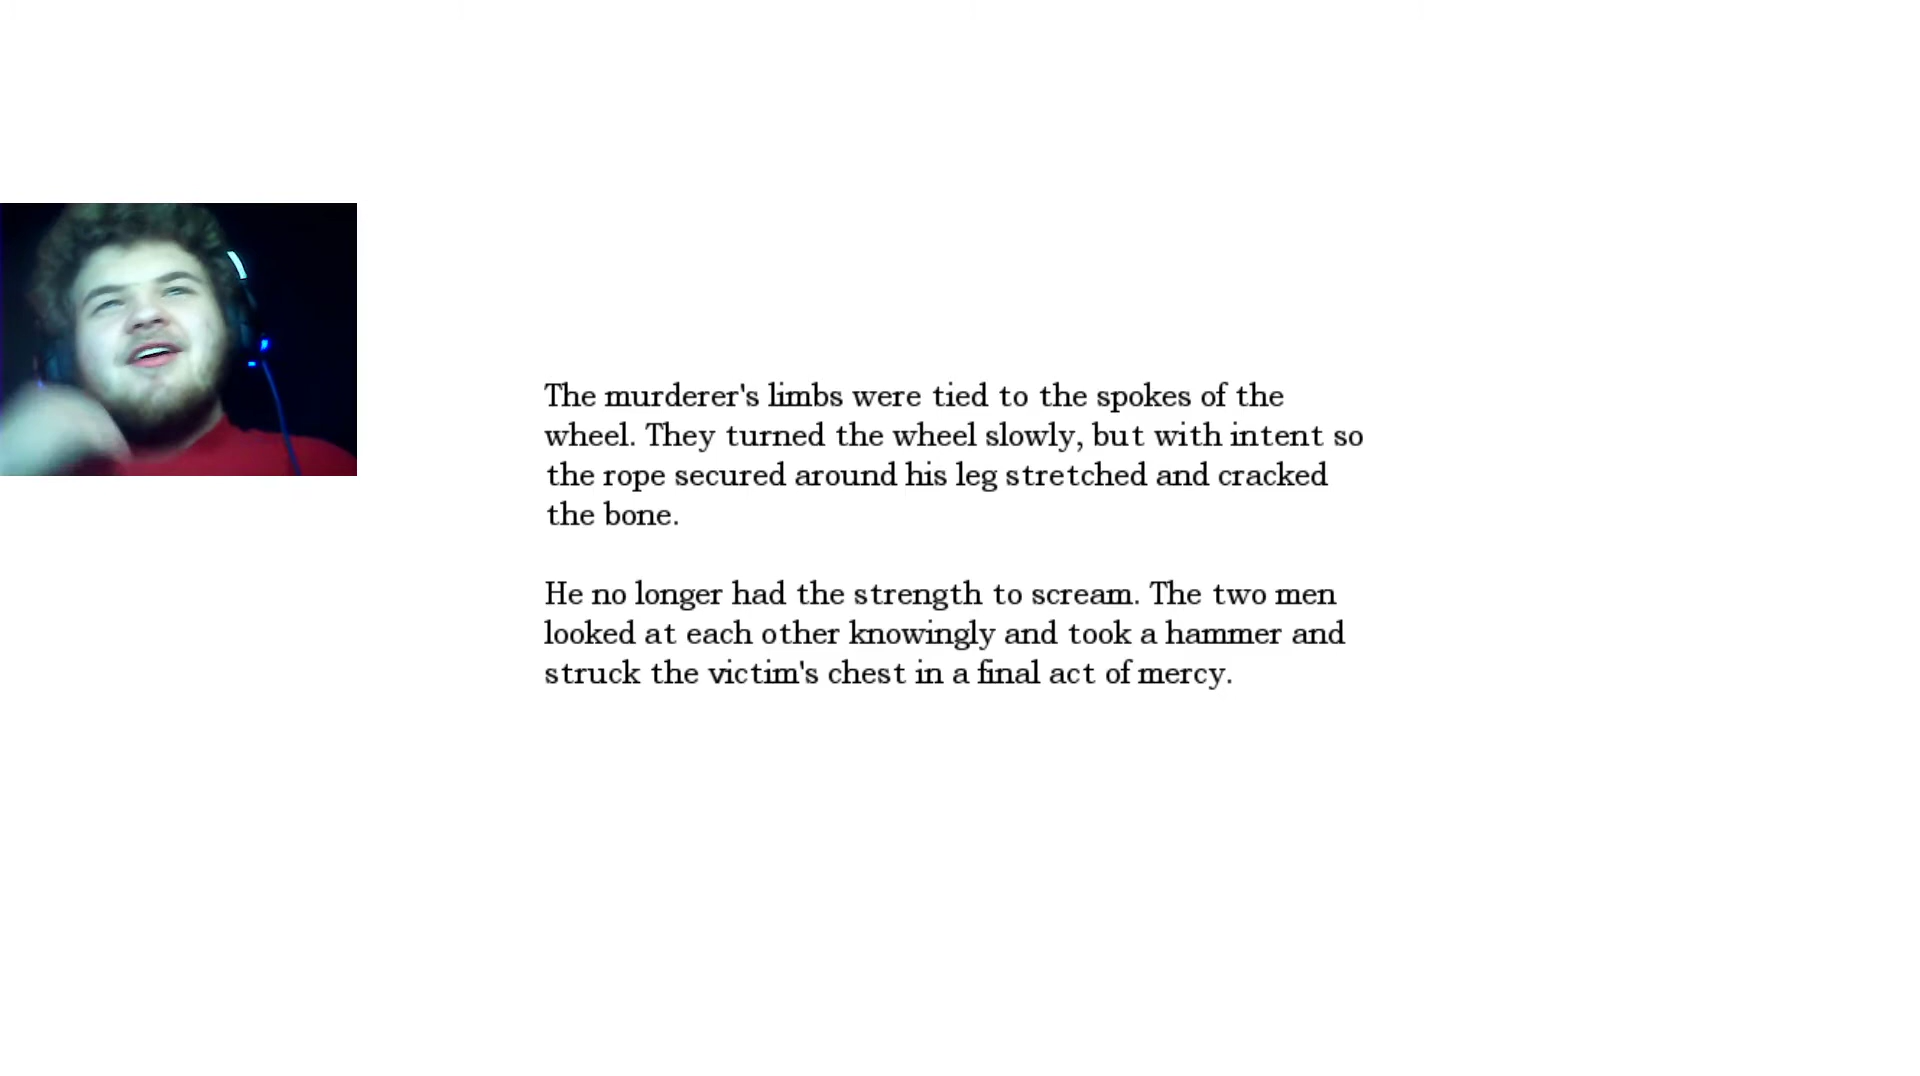 The murderer's limbs were tied to the spokes of the
wheel. They turned the wheel slowly, but with intent so
the rope secured around his leg stretched and cracked
the bone.
He no longer had the strength to scream. The two men
looked at each other knowingly and took a hammer and
struck the victim's chest in a final act of mercy.